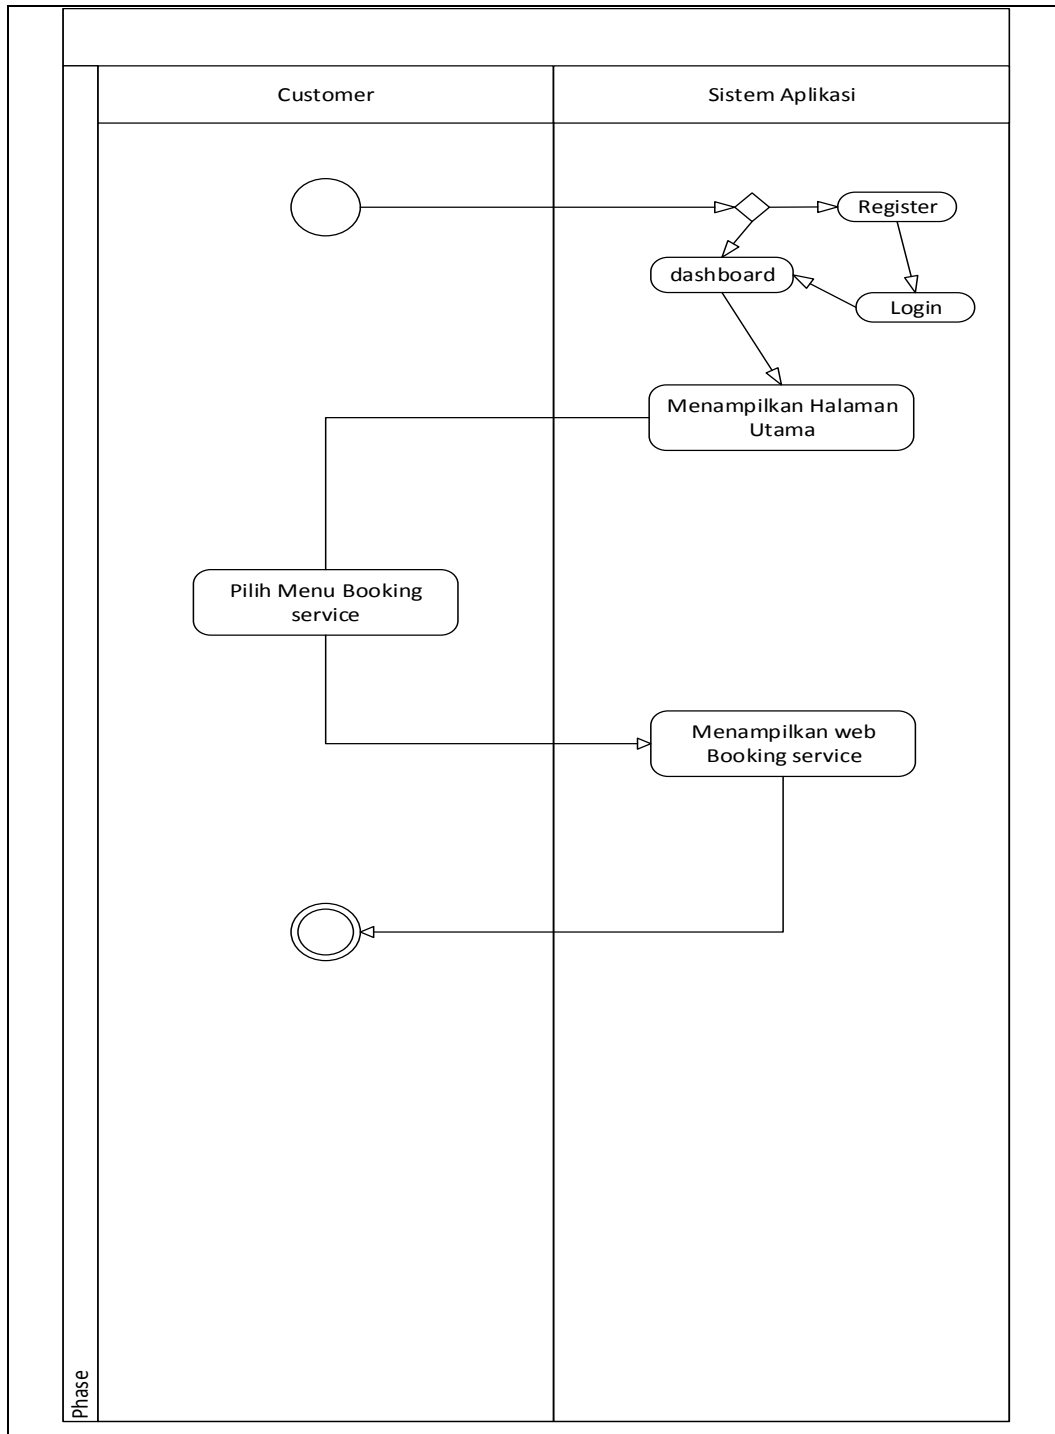 Customer
Sistem Aplikasi
Register
dashboard
Login
Menampilkan Halaman
Utama
Pilih Menu Booking
service
Menampilkan web
Booking service
Phase